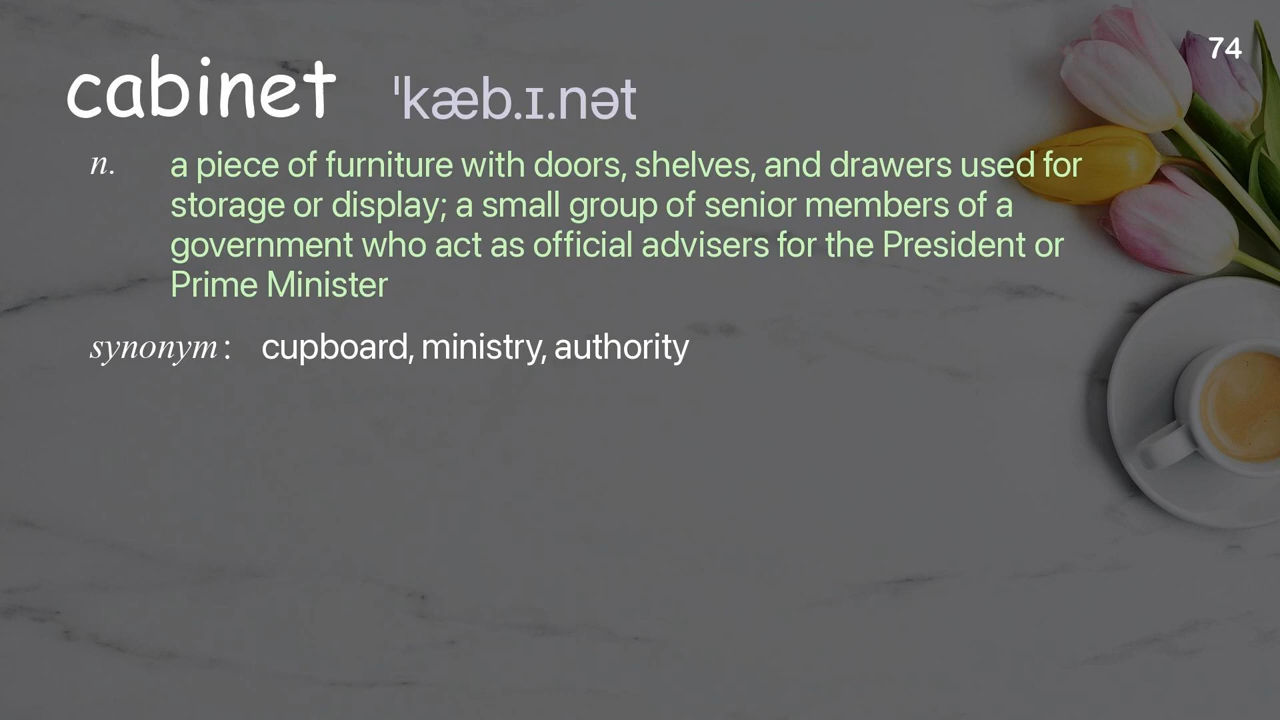 74
cabinet ˈkæb.ɪ.nət
n. a piece of furniture with doors, shelves, and drawers used for
storage or display; a small group of senior members of a
government who act as official advisers for the President or
Prime Minister
synonym: cupboard, ministry, authority